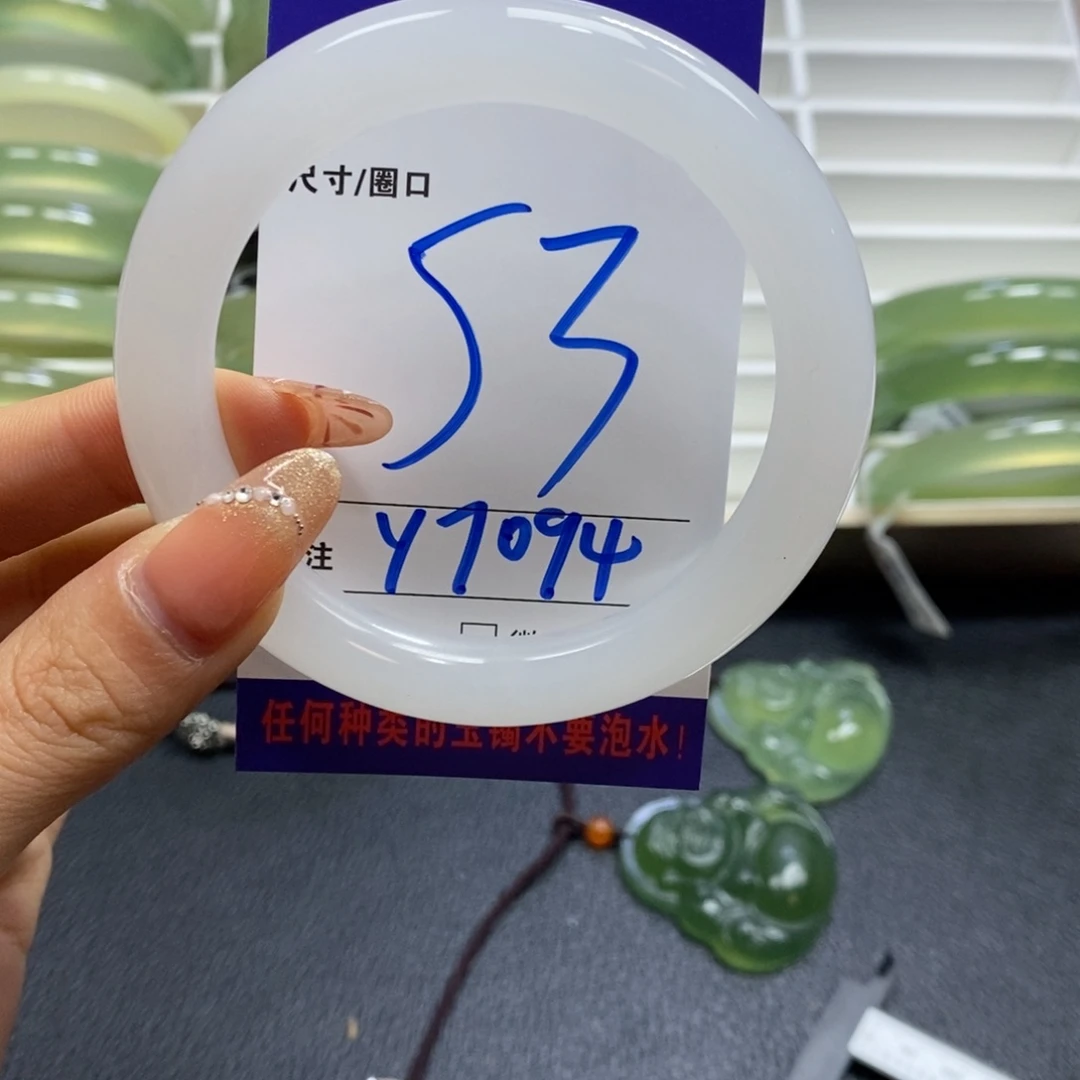 尺寸/圈口
53
注 Y7094
任何种类的玉镯不要泡水!